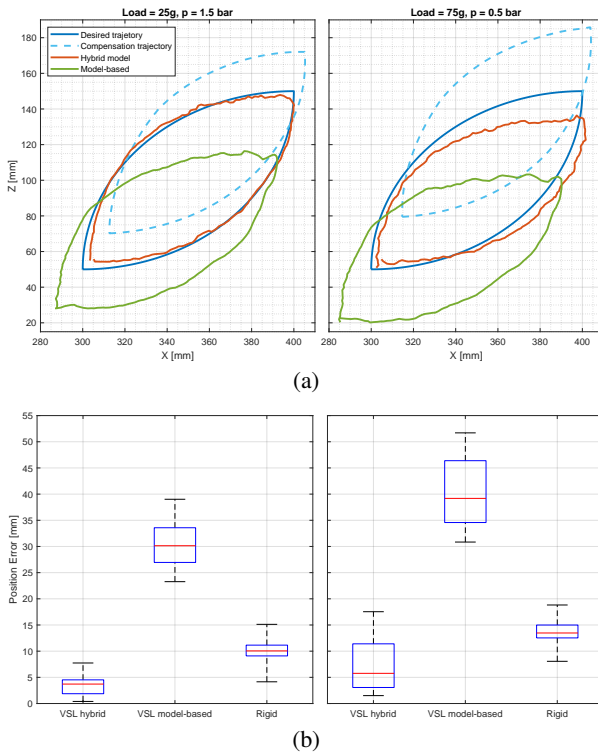 Load = 25g, p = 1.5 bar
Load = 75g, p = 0.5 bar
Desired trajetory
Compensation trajectory
Hybrid model
Model-based
Z [mm]
180
160
140
120
100
80
60
40
20
280 300 320 340 360 380 400
280 300 320 340 360 380 400
X [mm]
X [mm]
(a)
Position Error [mm]
55
50
45
40
35
30
25
20
15
10
5
0
VSL hybrid VSL model-based Rigid
VSL hybrid VSL model-based Rigid
(b)